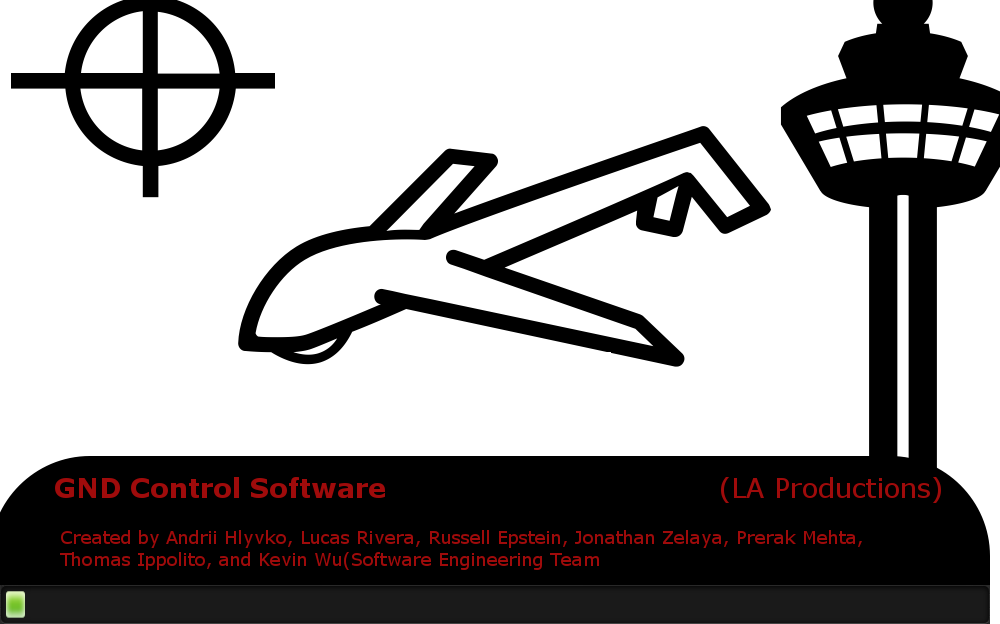 GND Control Software (LA Productions)
Created by Andrii Hlyvko, Lucas Rivera, Russell Epstein, Jonathan Zelaya, Prerak Mehta,
Thomas Ippolito, and Kevin Wu(Software Engineering Team